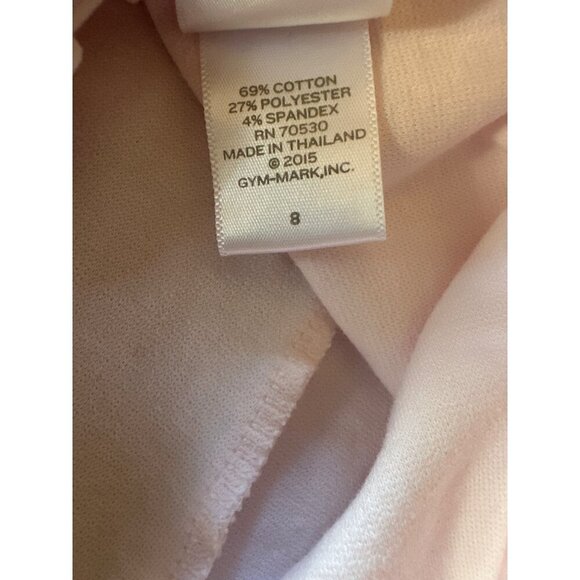 69% COTTON
27% POLYESTER
4% SPANDEX
RN 70530
MADE IN THAILAND
© 2015
GYM-MARK,INC.
8